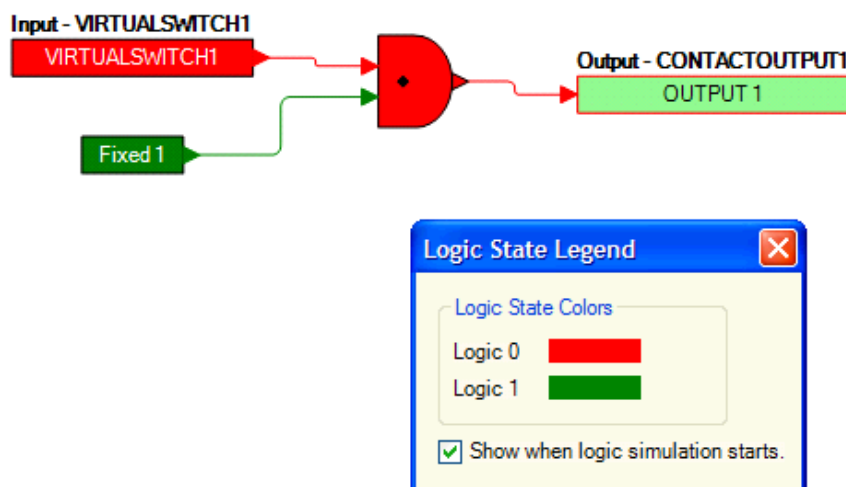 Input - VIRTUALSWITCH1
VIRTUALSWITCH1
Output - CONTACTOUTPUT1
OUTPUT 1
Fixed 1
Logic State Legend
Logic State Colors
Logic 0
Logic 1
Show when logic simulation starts.